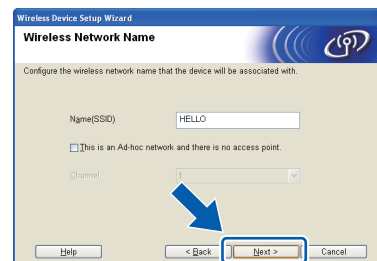 Wireless Device Setup Wizard
Wireless Network Name
Configure the wireless network name that the device will be associated with.
Name(SSID) HELLO
This is an Ad-hoc network and there is no access point.
Channel 1
Help < Back Next > Cancel